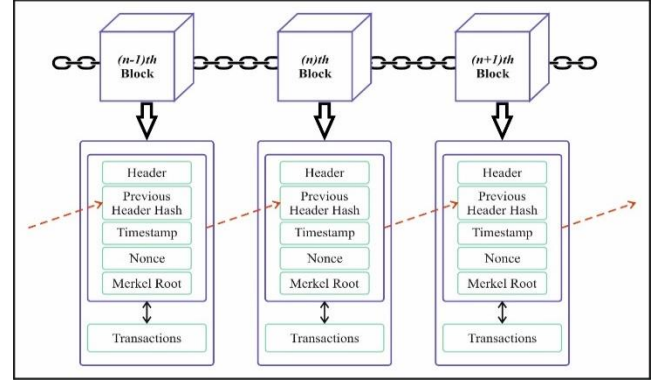 (n-1)th
Block
(n)th
Block
(n+1)th
Block
Header
Previous
Header Hash
Timestamp
Nonce
Merkel Root
Transactions
Header
Previous
Header Hash
Timestamp
Nonce
Merkel Root
Transactions
Header
Previous
Header Hash
Timestamp
Nonce
Merkel Root
Transactions